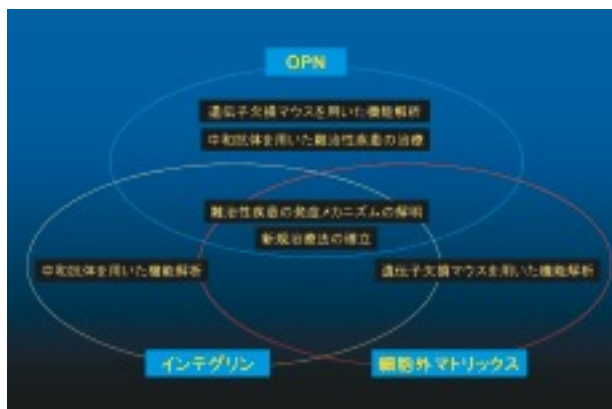 OPN
遺伝子欠損マウスを用いた機能解析
中和抗体を用いた難治性疾患の治療
難治性疾患の発症メカニズムの解明
新規治療法の確立
中和抗体を用いた機能解析
遺伝子欠損マウスを用いた機能解析
インテグリン
細胞外マトリックス